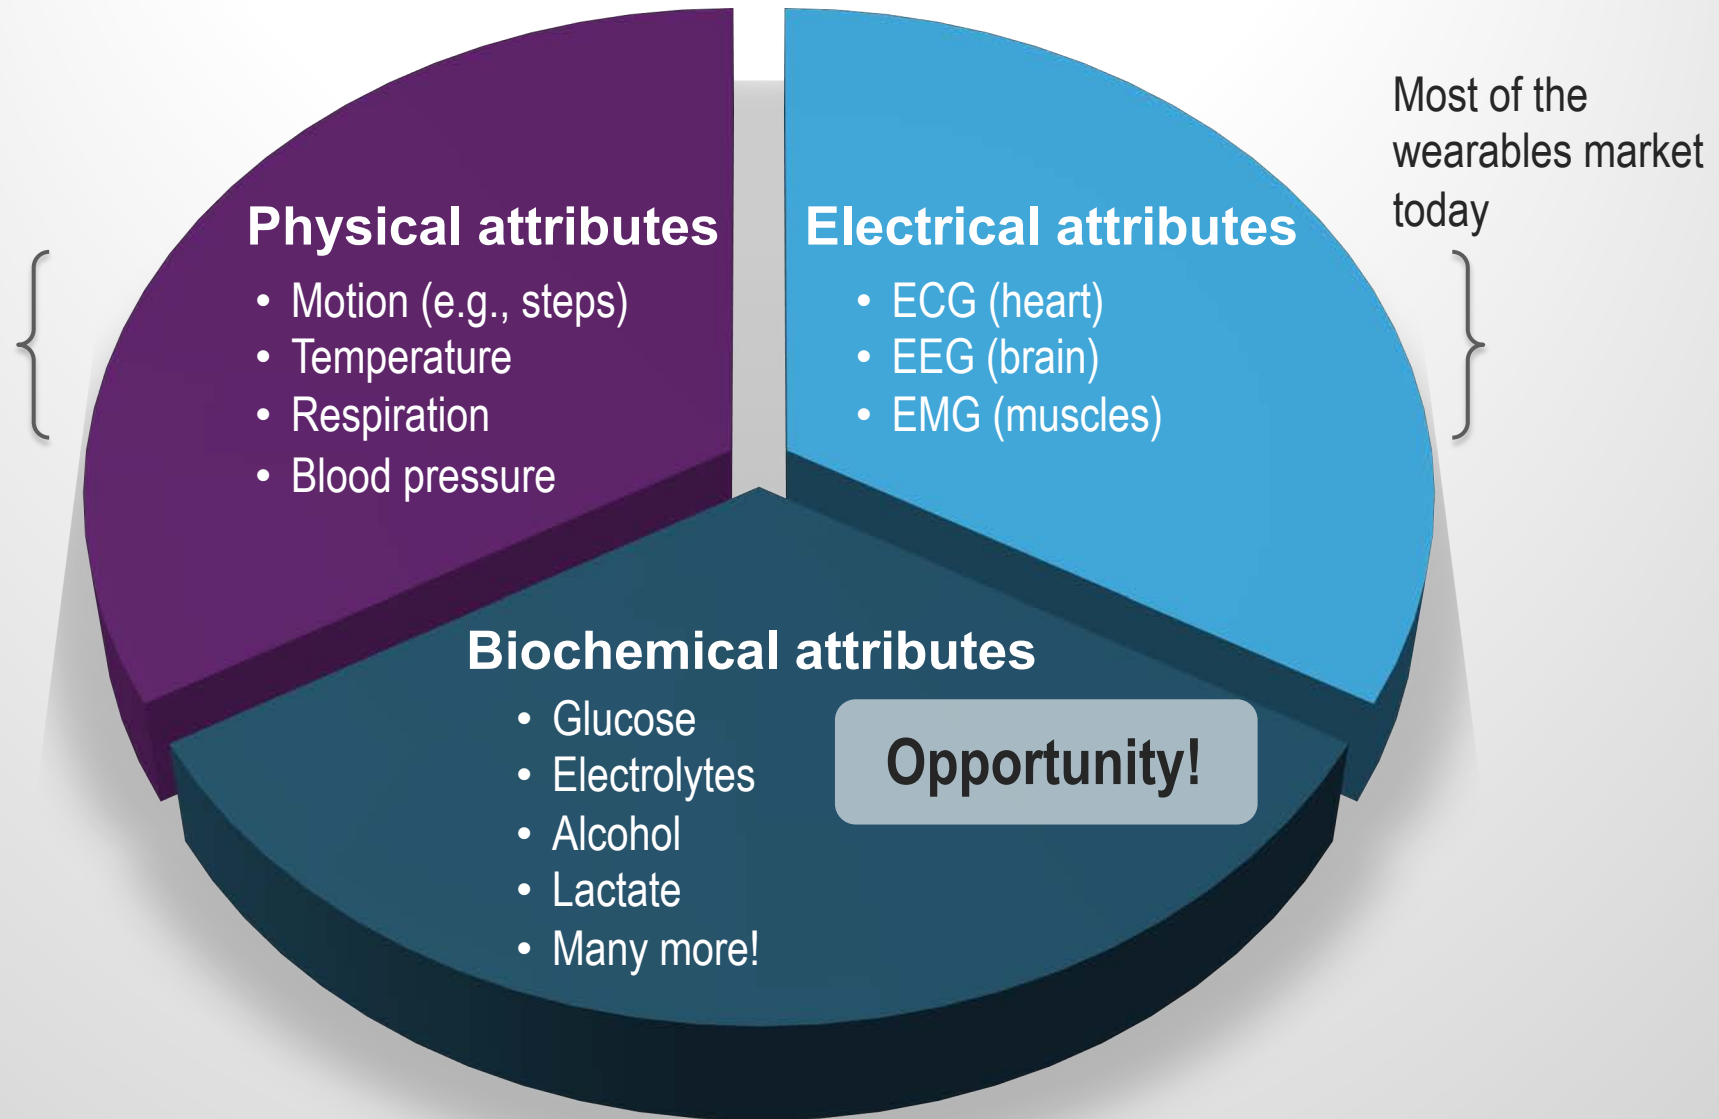 Most of the
wearables market
today
Physical attributes
• Motion (e.g., steps)
• Temperature
• Respiration
• Blood pressure
Electrical attributes
• ECG (heart)
• EEG (brain)
• EMG (muscles)
Biochemical attributes
• Glucose
• Electrolytes
• Alcohol
• Lactate
• Many more!
Opportunity!